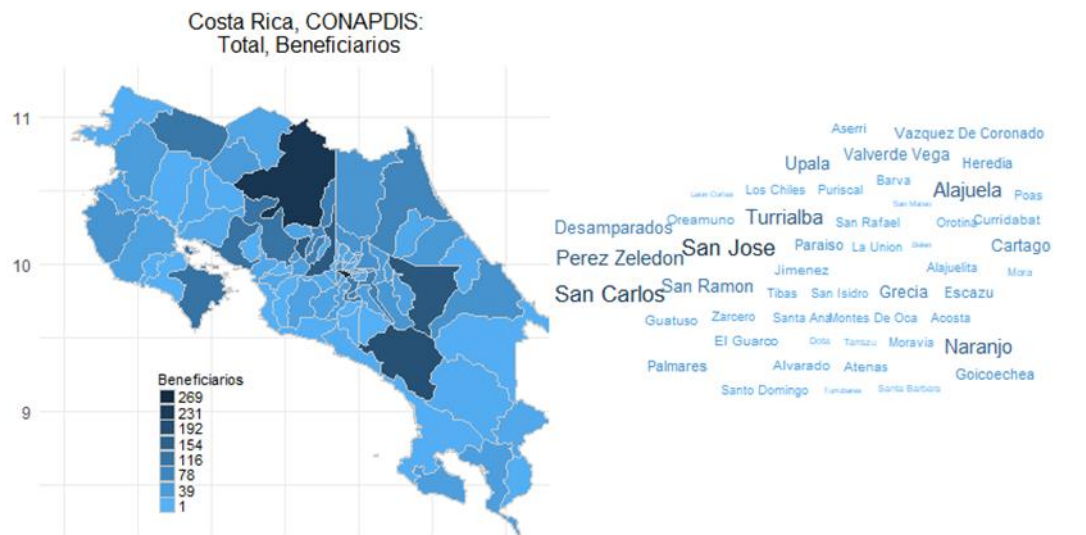 Costa Rica, CONAPDIS:
Total, Beneficiarios
11
10
9
Beneficiarios
269
231
192
154
116
78
39
1
Aserri
Vazquez De Coronado
Upala
Valverde Vega
Heredia
Barva
Los Chiles
Puriscal
Alajuela
Poas
San Mateo
Desamparados
Oreamuno
Turrialba
San Rafael
Orotina
Curridabat
Perez Zeledon
San Jose
Paraiso
La Union
Cartago
Jimenez
Alajuelita
Mora
San Carlos
San Ramon
Tibas
San Isidro
Grecia
Escazu
Guatuso
Zarcero
Santa Ana
Montes De Oca
Acosta
El Guarco
Dota
Tarrazu
Moravia
Naranjo
Palmares
Alvarado
Atenas
Goicoechea
Santo Domingo
Turrubares
Santa Barbara